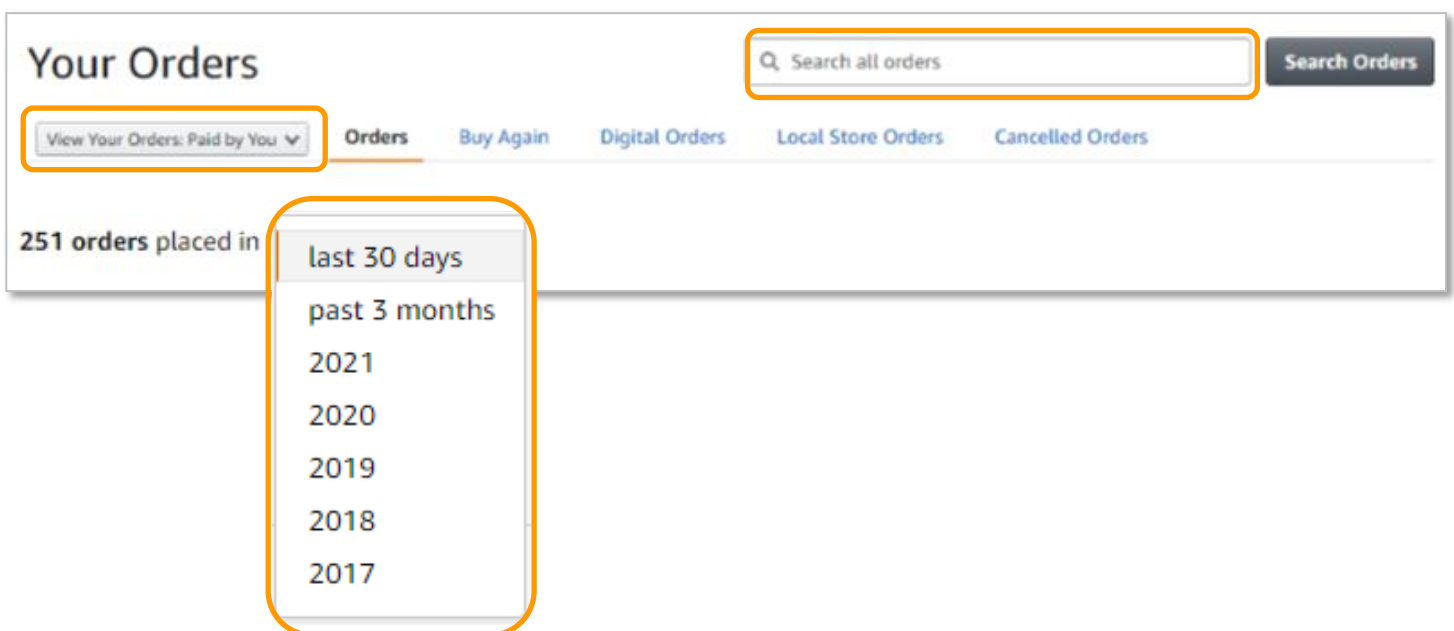 Your Orders
Search all orders
Search Orders
View Your Orders: Paid by You
Orders
Buy Again
Digital Orders
Local Store Orders
Cancelled Orders
251 orders placed in
last 30 days
past 3 months
2021
2020
2019
2018
2017